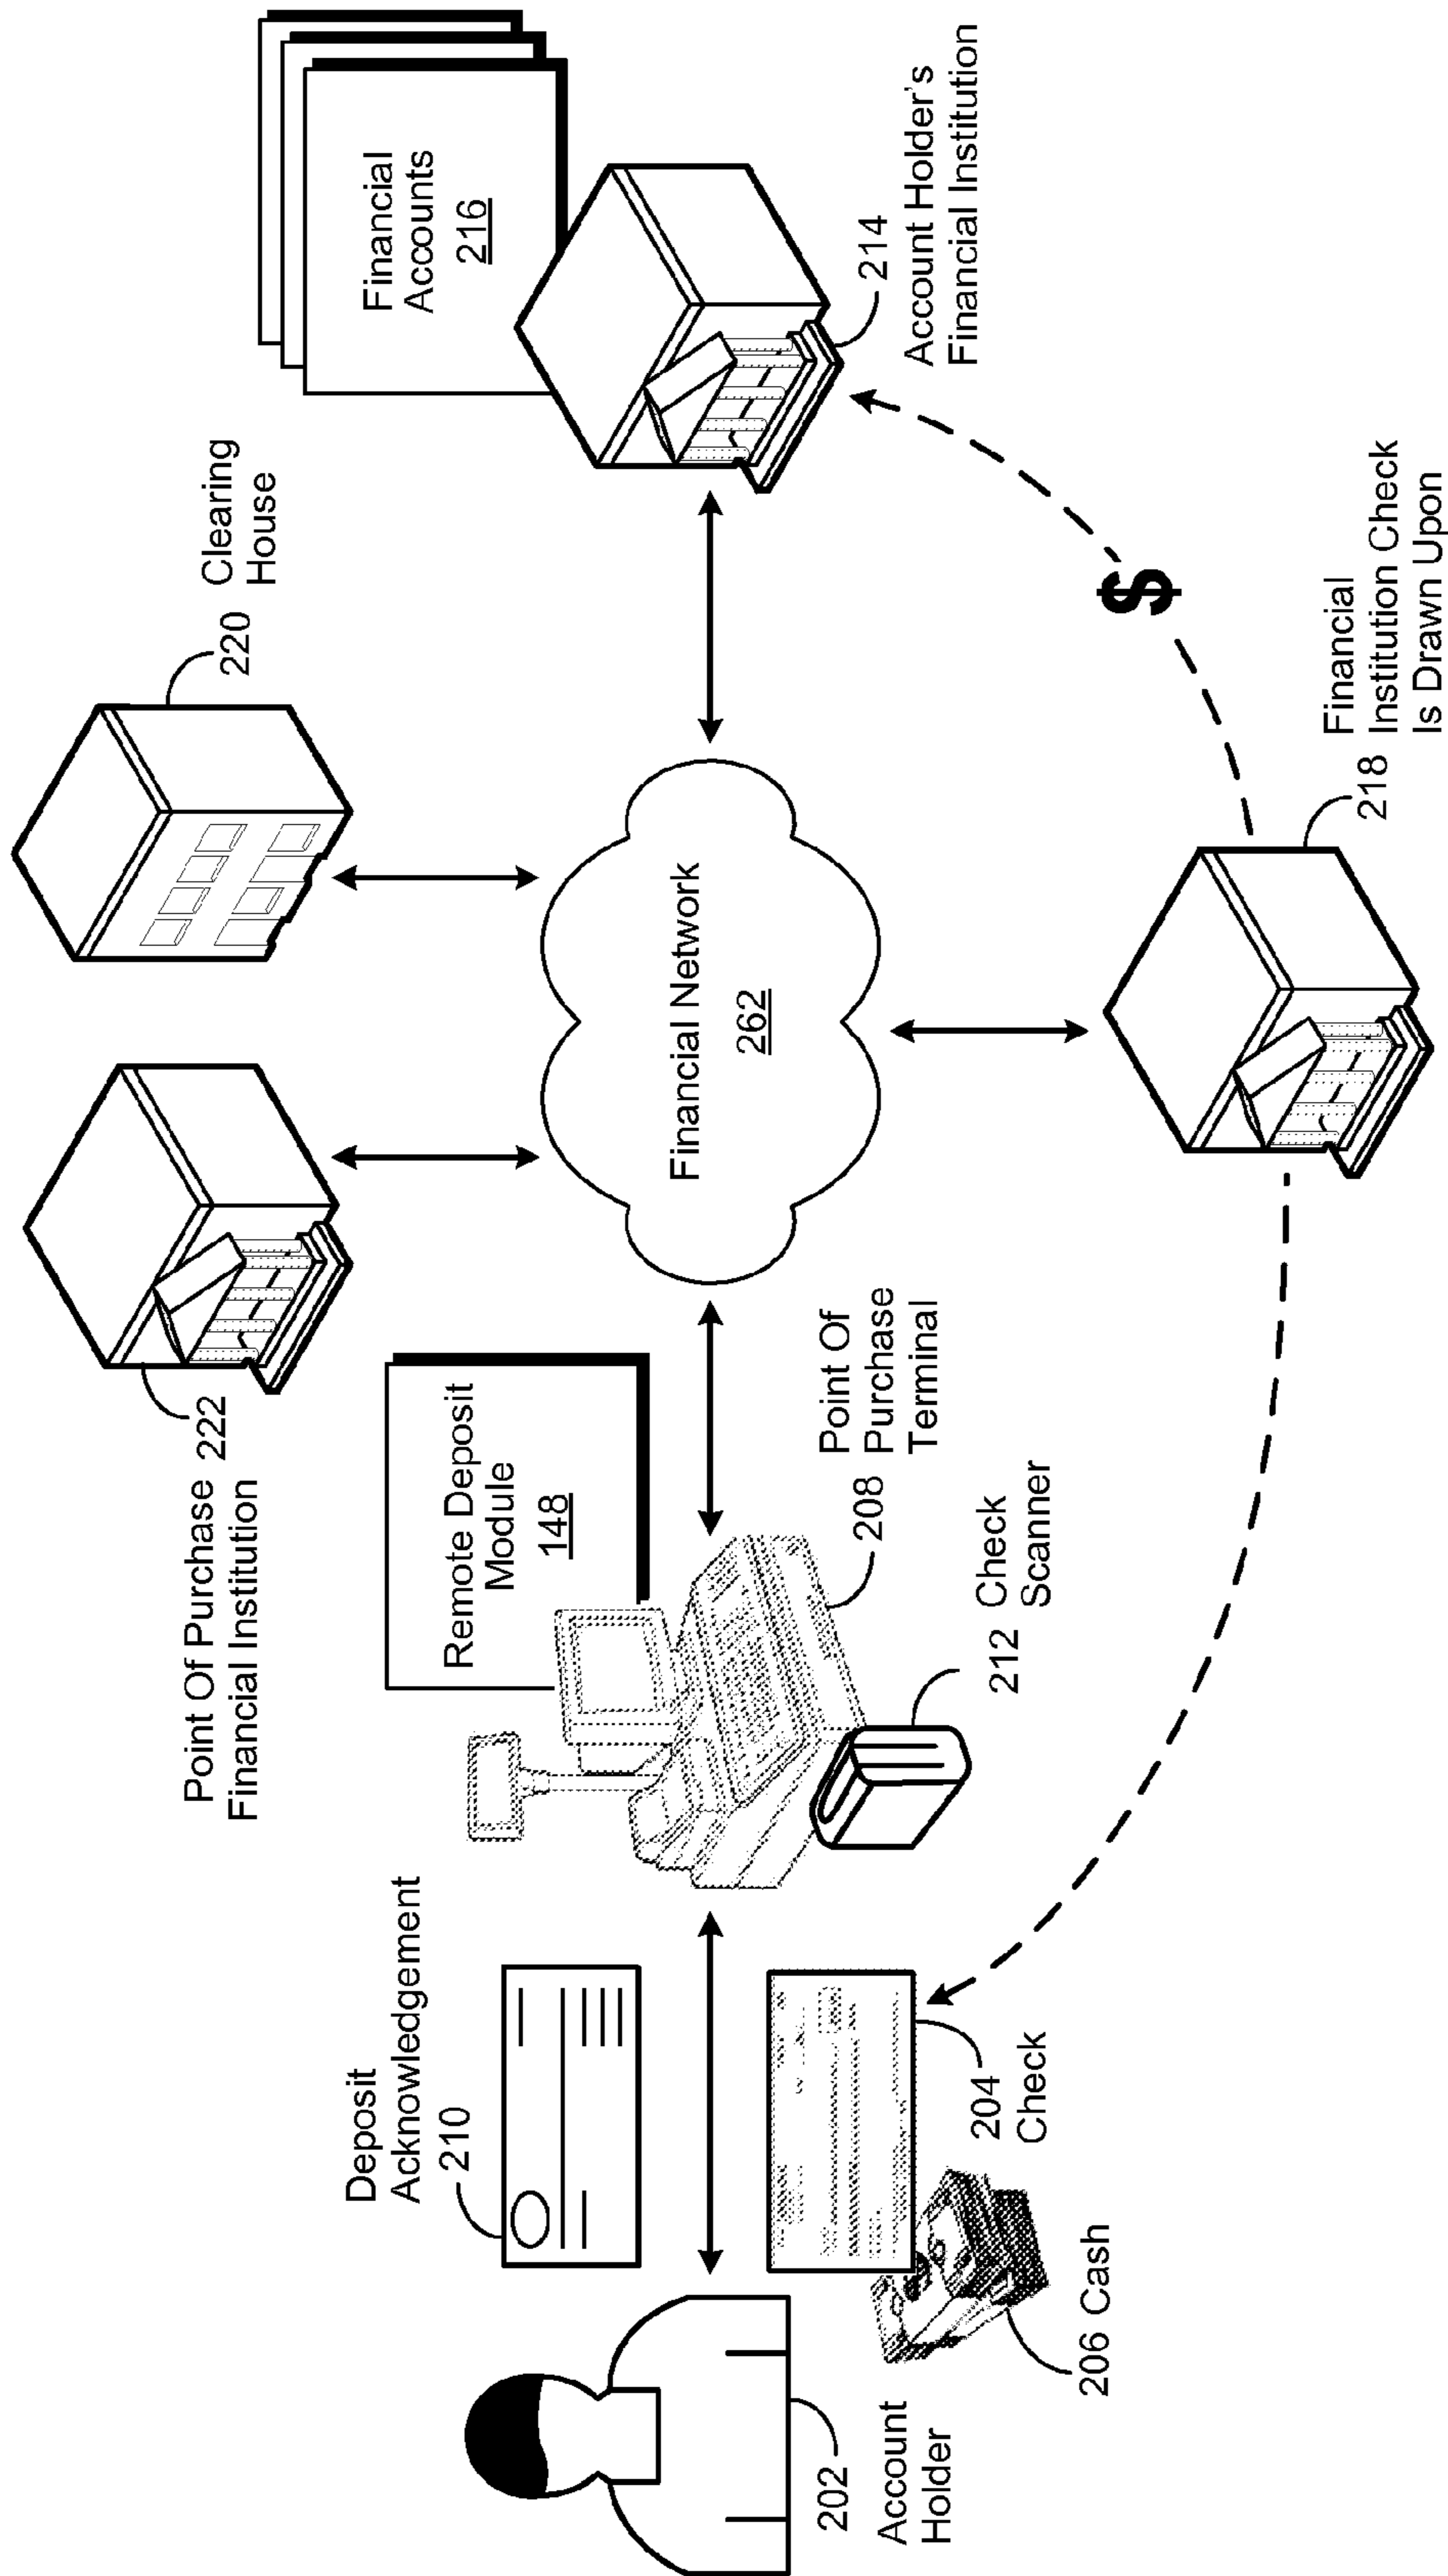 Point Of Purchase
Financial Institution
222
220
Clearing
House
Financial
Accounts
216
Deposit
Acknowledgement
210
Remote Deposit
Module
148
Financial Network
262
214
Account Holder's
Financial Institution
202
Account
Holder
206 Cash
204
Check
212 Check
Scanner
208
Point Of
Purchase
Terminal
$
218
Financial
Institution Check
Is Drawn Upon